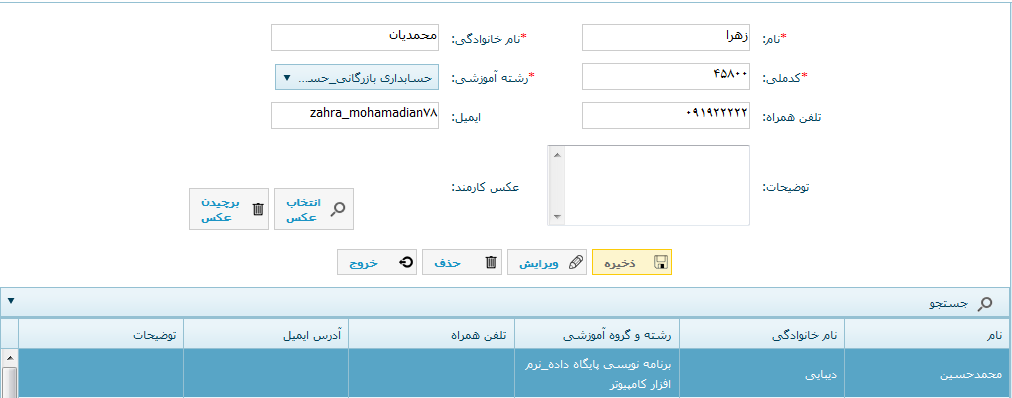 *نام: زهرا *نام خانوادگی: محمدیان
*کدملی: ۴۵۸۰۰ *رشته آموزشی: حسابداری بازرگانی_حسـ...
تلفن همراه: ۰۹۱۹۲۲۲۲۲ ایمیل: zahra_mohamadian۷۸
توضیحات: عکس کارمند: انتخاب عکس برچیدن عکس
ذخیره ویرایش حذف خروج
جستجو
نام نام خانوادگی رشته و گروه آموزشی تلفن همراه آدرس ایمیل توضیحات
محمدحسین دیبایی برنامه نویسی پایگاه داده_نرم
افزار کامپیوتر